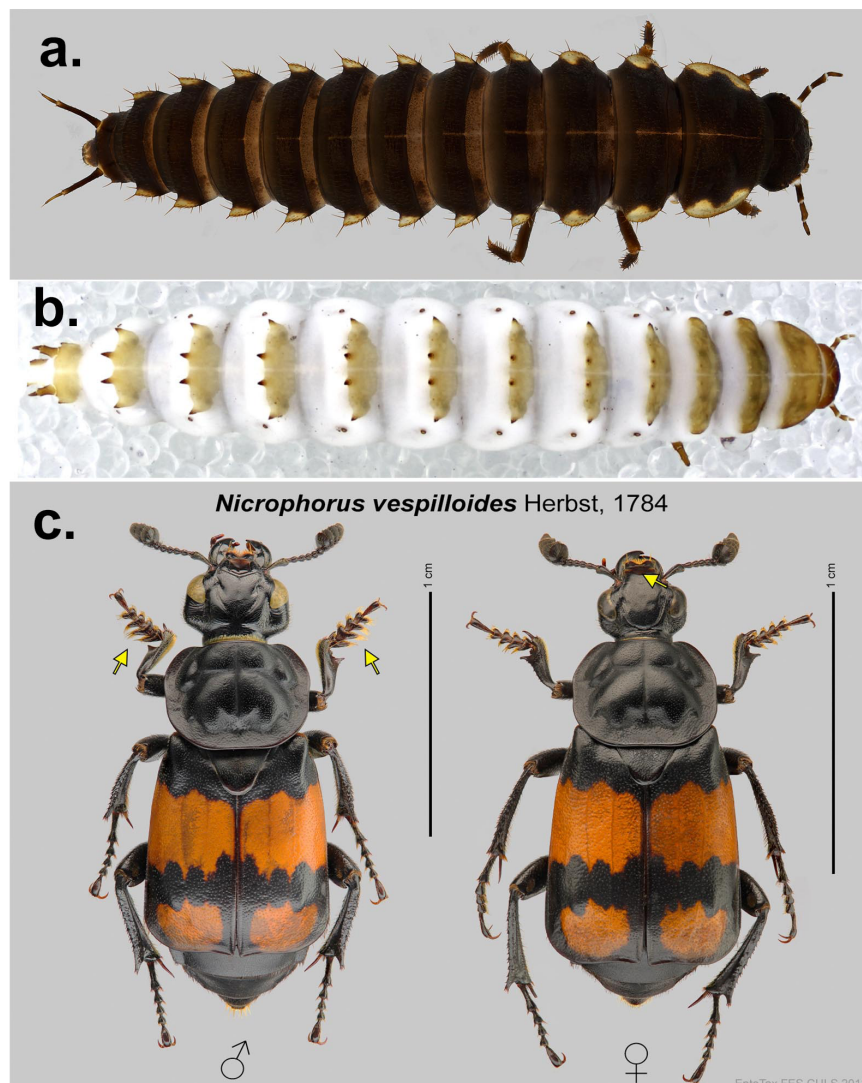 a.
b.
c.
Nicrophorus vespilloides Herbst, 1784
1 cm
1 cm
♂
♀